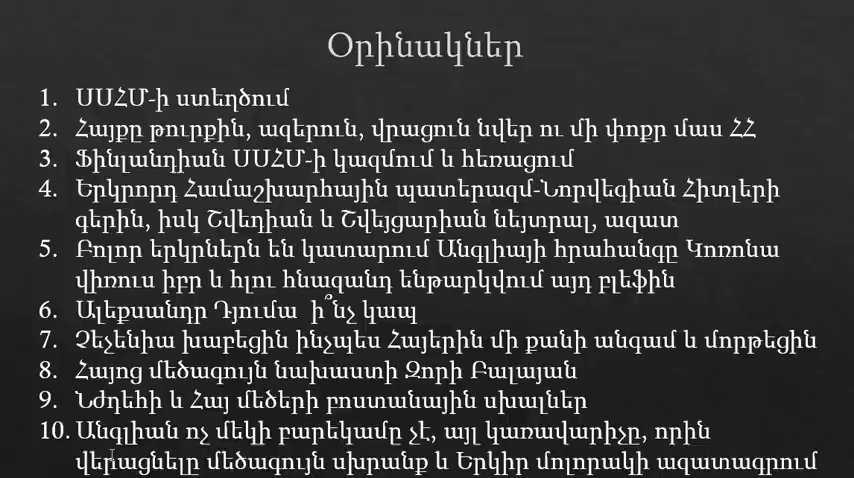 Օրինակներ
1. ՍՍՀՄ-ի ստեղծում
2. Հայքը թուրքին, ազերուն, վրացուն նվեր ու մի փոքր մաս ՀՀ
3. Ֆինլանդիան ՍՍՀՄ-ի կազմում և հեռացում
4. Երկրորդ Համաշխարհային պատերազմ-Նորվեգիան Հիտլերի
գերին, իսկ Շվեդիան և Շվեյցարիան նեյտրալ, ազատ
5. Բոլոր երկրներն են կատարում Անգլիայի հրահանգը Կոռոնա
վիռուս իբր և հլու հնազանդ ենթարկվում այդ բլեֆին
6. Ալեքսանդր Դյումա ի՞նչ կապ
7. Չեչենիա խաբեցին ինչպես Հայերին մի քանի անգամ և մորթեցին
8. Հայոց մեծագույն նախաստի Զորի Բալայան
9. Նժդեհի և Հայ մեծերի բոստանային սխալներ
10. Անգլիան ոչ մեկի բարեկամը չէ, այլ կառավարիչը, որին
վերացնելը մեծագույն սխրանք և Երկիր մոլորակի ազատագրում